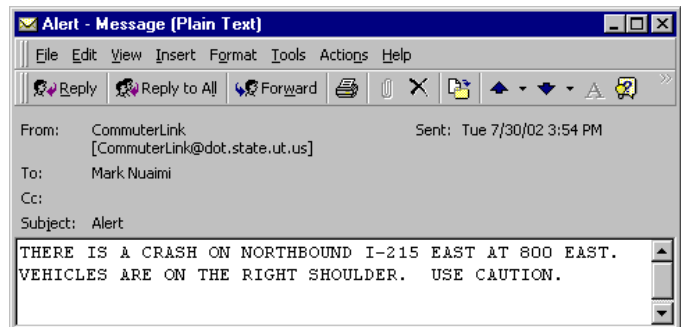 Alert - Message (Plain Text)
File Edit View Insert Format Tools Actions Help
Reply Reply to All Forward A
From: CommuterLink Sent: Tue 7/30/02 3:54 PM
[CommuterLink@dot.state.ut.us]
To: Mark Nuaimi
Cc:
Subject: Alert
THERE IS A CRASH ON NORTHBOUND I-215 EAST AT 800 EAST.
VEHICLES ARE ON THE RIGHT SHOULDER. USE CAUTION.